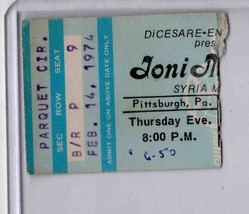 PARQUET CIR.
SEC ROW SEAT
B/R P 9
FEB. 14, 1974
ADMIT ONE ON ABOVE DATE ONLY
DiCESARE-EN
pres
Joni
SYRIA M
Pittsburgh, Pa.
Thursday Eve.
8:00 P.M.
6.50